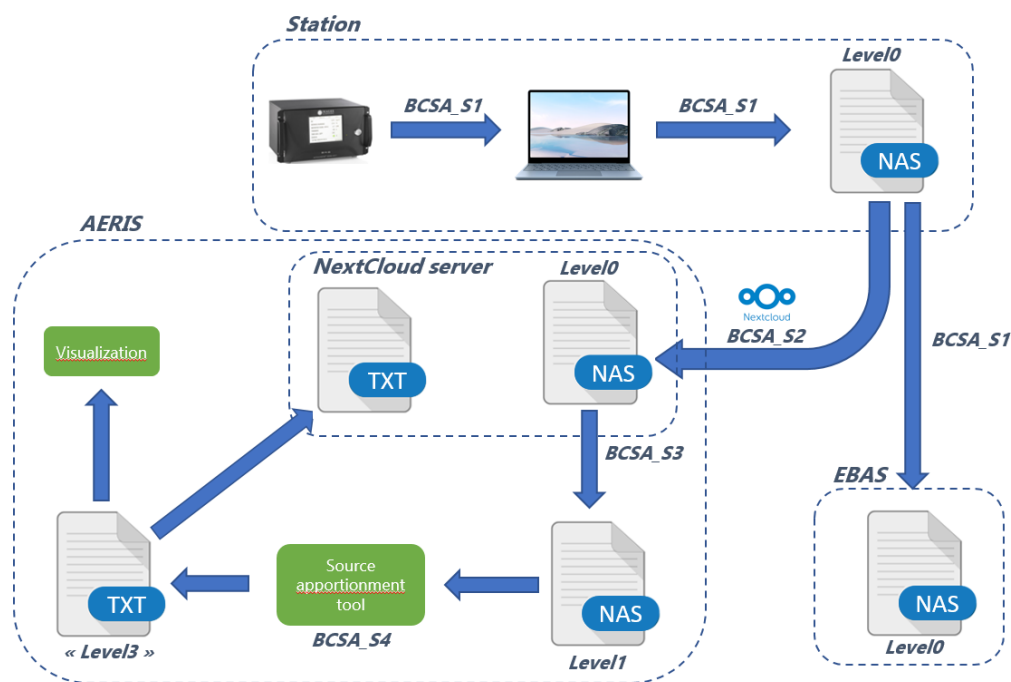 Station
Level0
BCSA_S1
BCSA_S1
NAS
AERIS
NextCloud server
Level0
Nextcloud
BCSA_S2
BCSA_S1
Visualization
TXT
NAS
BCSA_S3
EBAS
Source
apportionment
tool
TXT
NAS
NAS
BCSA_S4
« Level3 »
Level1
Level0